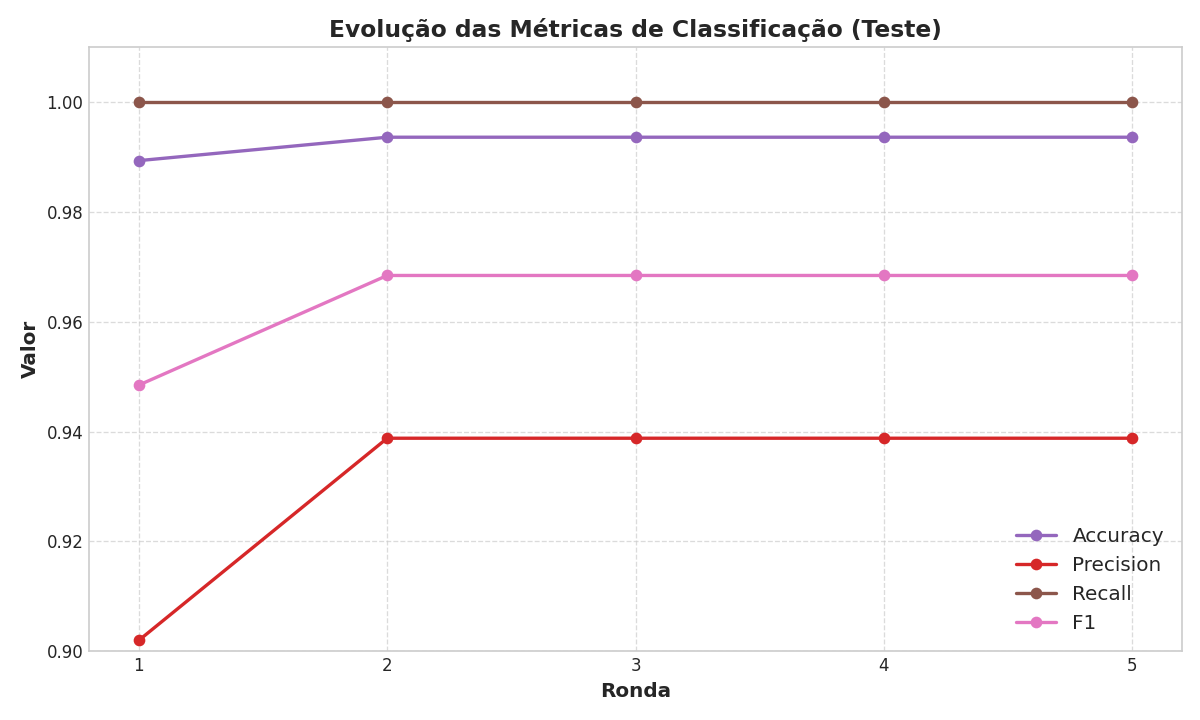 Evolução das Métricas de Classificação (Teste)
Valor
1.00
0.98
0.96
0.94
0.92
0.90
1 2 3 4 5
Ronda
Accuracy
Precision
Recall
F1